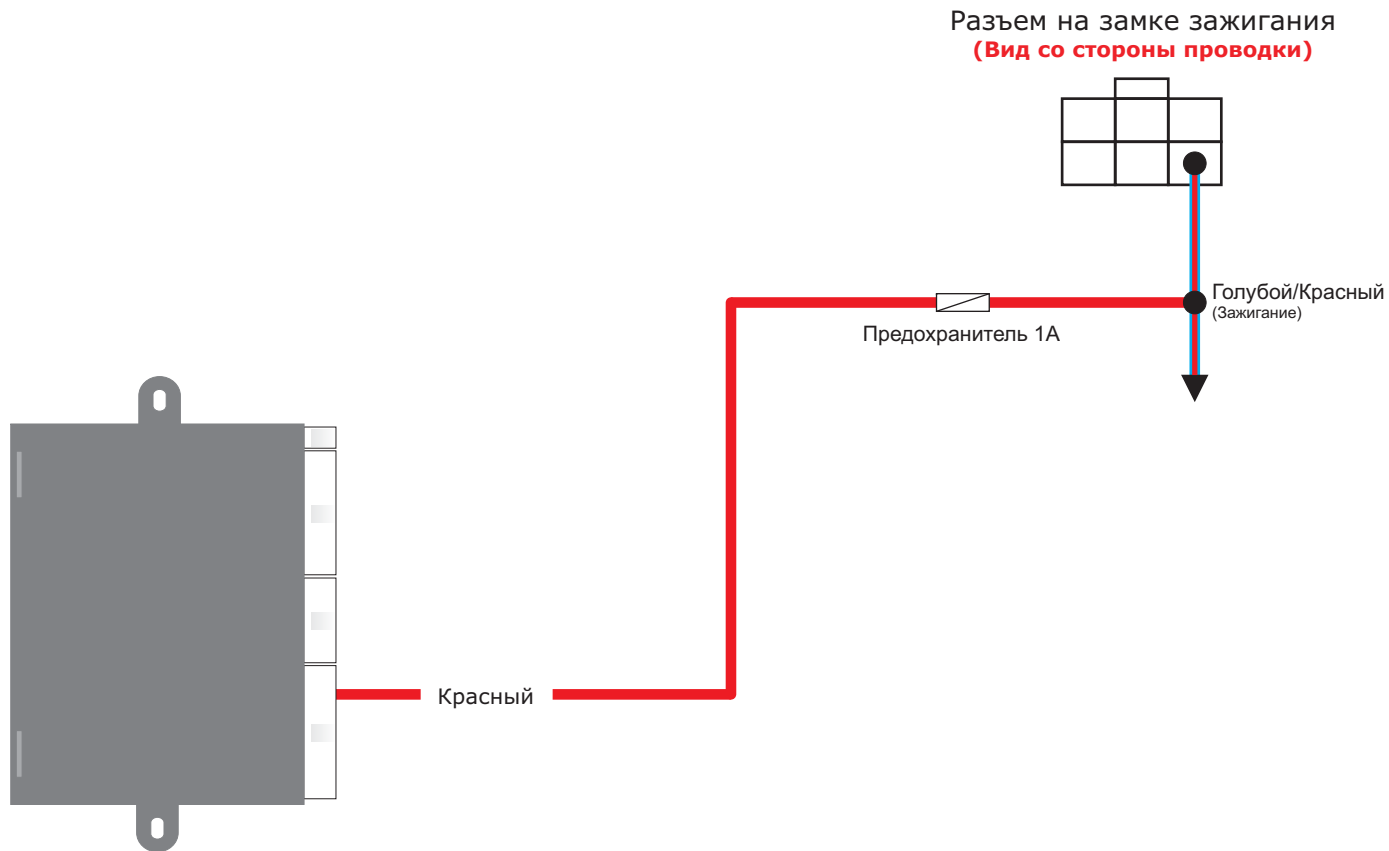 Разъем на замке зажигания
(Вид со стороны проводки)
Голубой/Красный
(Зажигание)
Предохранитель 1А
Красный